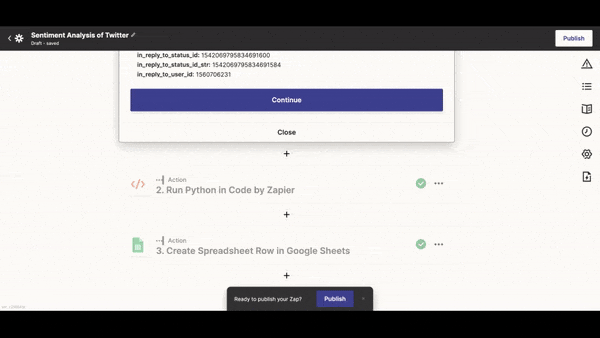 Sentiment Analysis of Twitter
Draft - saved
Publish
in_reply_to_status_id: 1542069795834691600
in_reply_to_status_id_str: 1542069795834691584
in_reply_to_user_id: 1560706231
Continue
Close
Action
2. Run Python in Code by Zapier
Action
3. Create Spreadsheet Row in Google Sheets
Ready to publish your Zap?
Publish